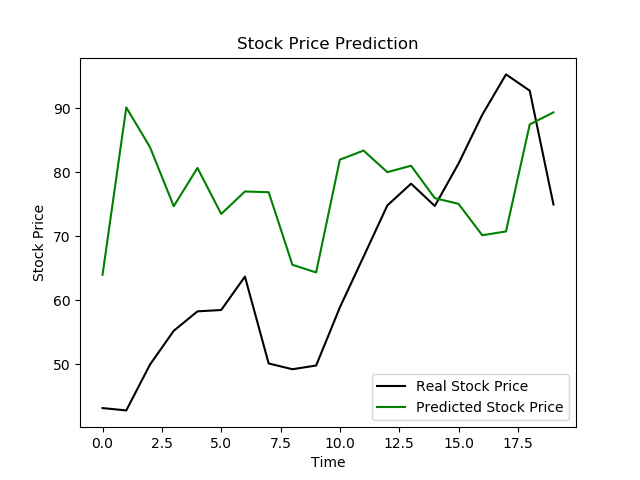 Stock Price Prediction
Stock Price
90
80
70
60
50
0.0 2.5 5.0 7.5 10.0 12.5 15.0 17.5
Time
Real Stock Price
Predicted Stock Price